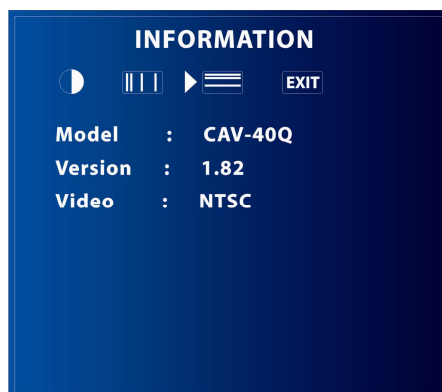 INFORMATION
EXIT
Model : CAV-40Q
Version : 1.82
Video : NTSC